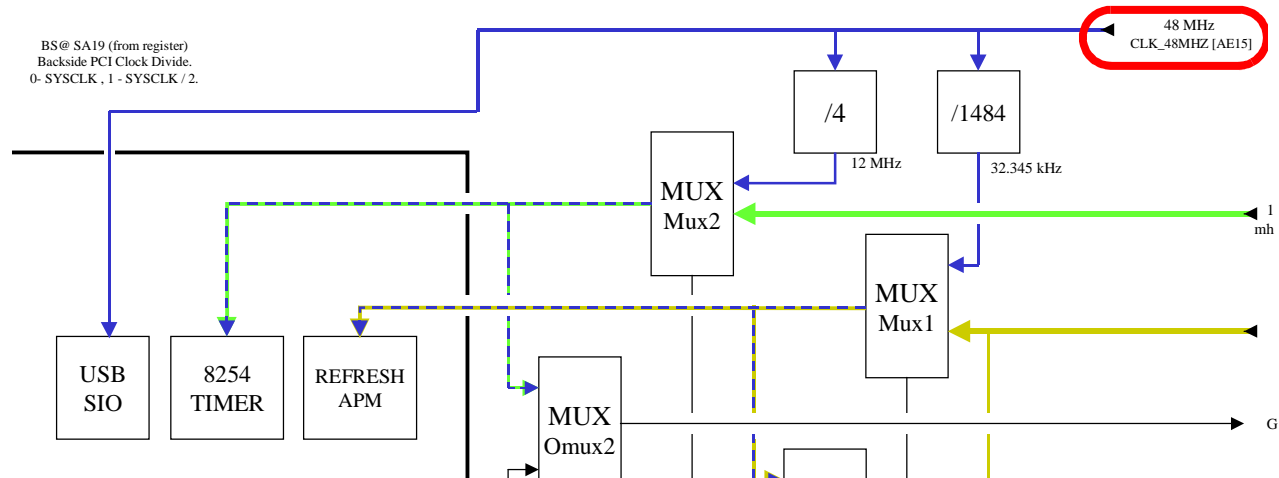 48 MHz
CLK_48MHZ [AE15]
BS@ SA19 (from register)
Backside PCI Clock Divide.
0- SYSCLK , 1 - SYSCLK / 2.
/4
/1484
12 MHz
32.345 kHz
MUX
Mux2
1
mh
MUX
Mux1
USB
SIO
8254
TIMER
REFRESH
APM
MUX
Omux2
G